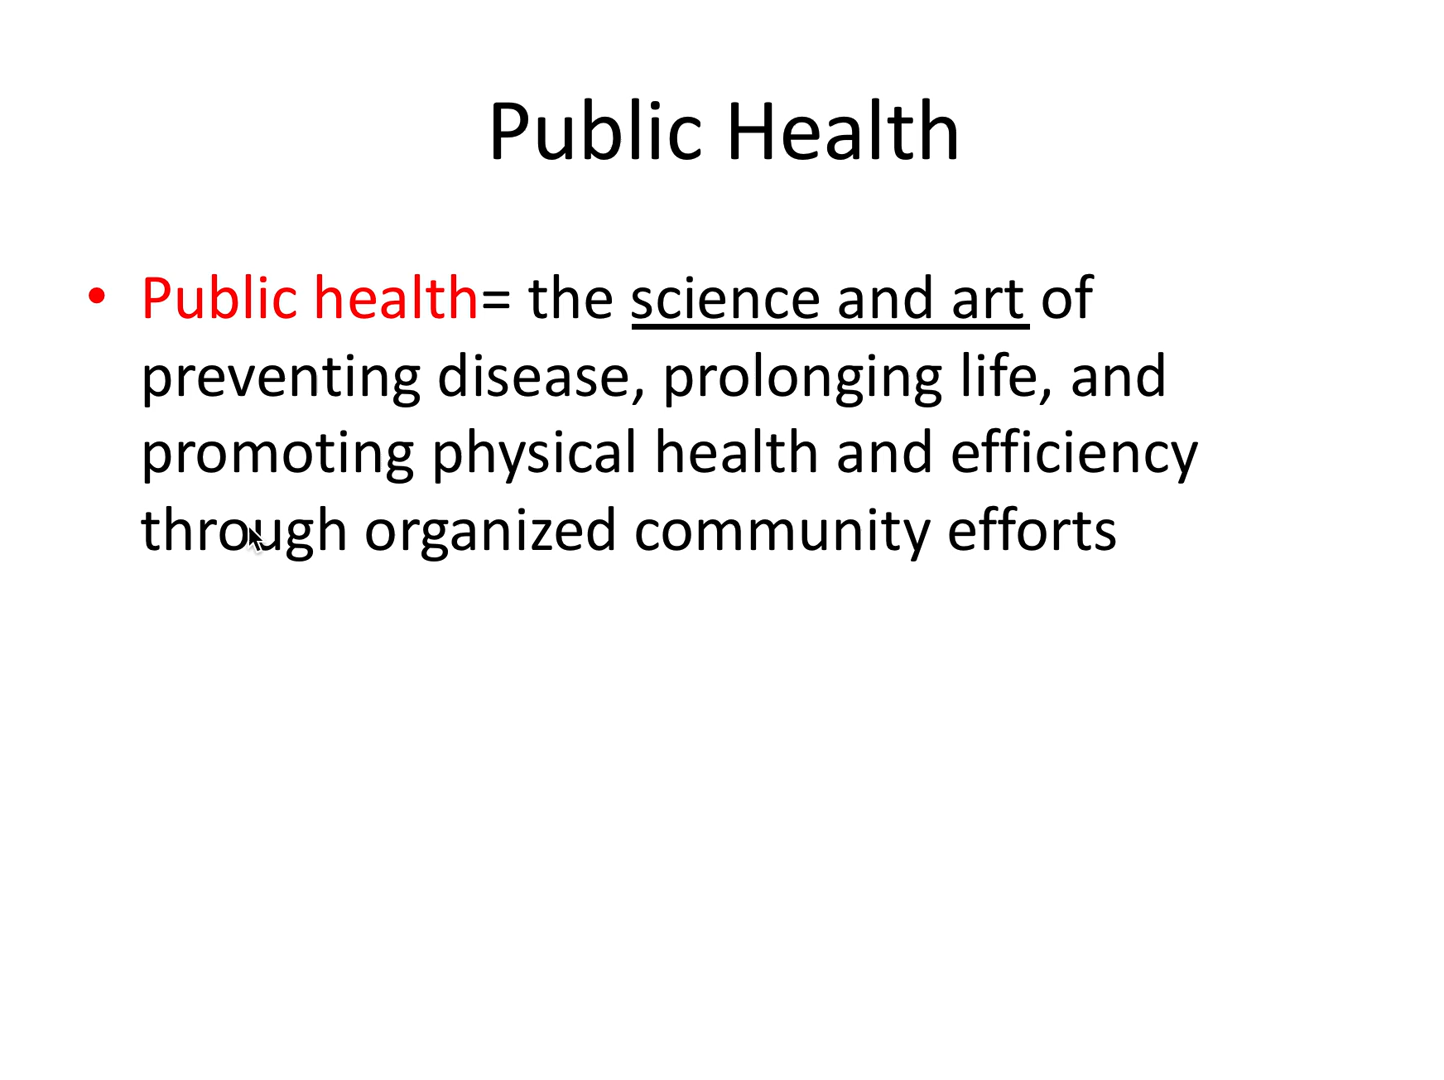 Public Health
• Public health= the science and art of
preventing disease, prolonging life, and
promoting physical health and efficiency
through organized community efforts